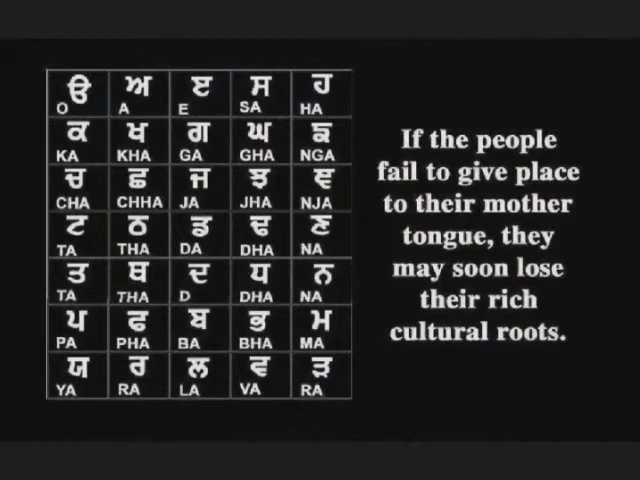 ੳ ਅ ੲ ਸ ਹ
O A E SA HA
ਕ ਖ ਗ ਘ ਙ
KA KHA GA GHA NGA
ਚ ਛ ਜ ਝ ਞ
CHA CHHA JA JHA NJA
ਟ ਠ ਡ ਢ ਣ
TA THA DA DHA NA
ਤ ਥ ਦ ਧ ਨ
TA THA D DHA NA
ਪ ਫ ਬ ਭ ਮ
PA PHA BA BHA MA
ਯ ਰ ਲ ਵ ੜ
YA RA LA VA RA
If the people
fail to give place
to their mother
tongue, they
may soon lose
their rich
cultural roots.